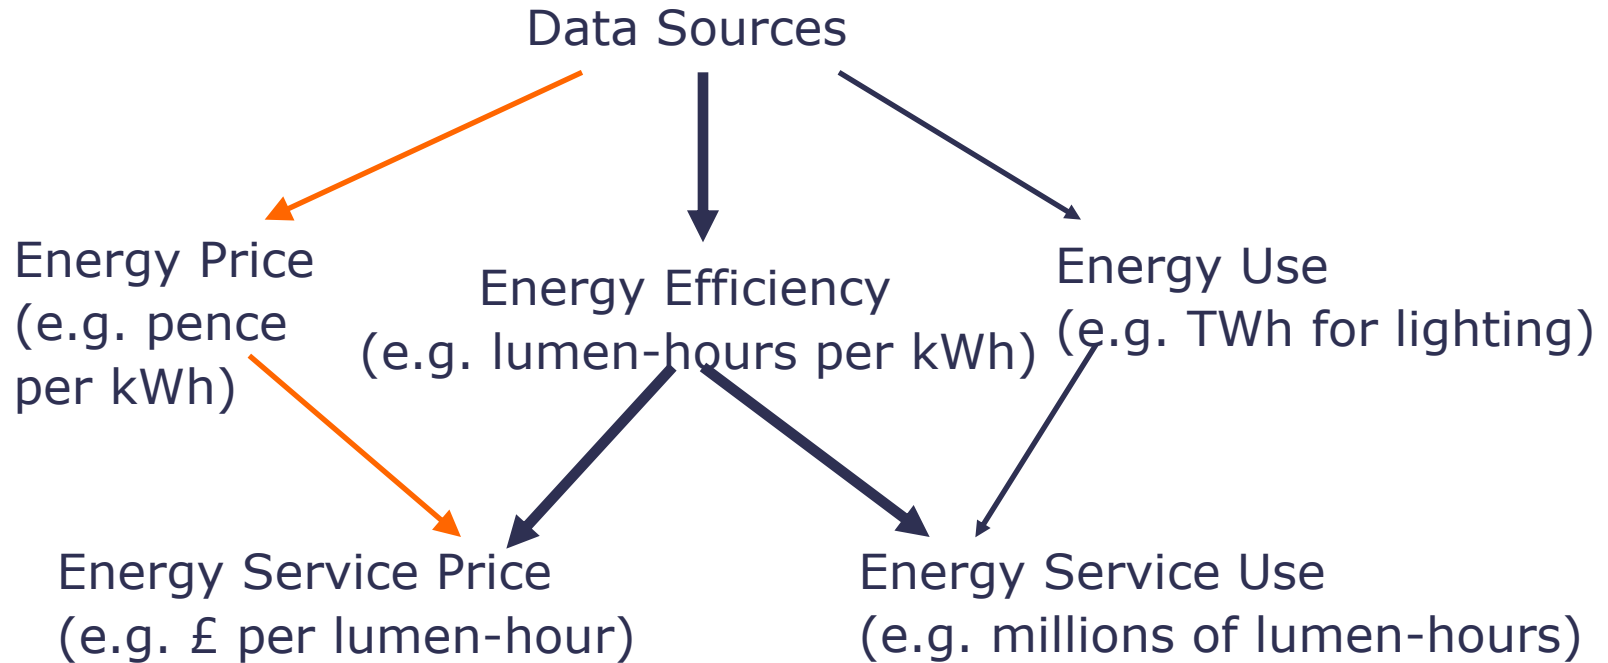 Data Sources
Energy Price
(e.g. pence
per kWh)
Energy Efficiency
(e.g. lumen-hours per kWh)
Energy Use
(e.g. TWh for lighting)
Energy Service Price
(e.g. £ per lumen-hour)
Energy Service Use
(e.g. millions of lumen-hours)